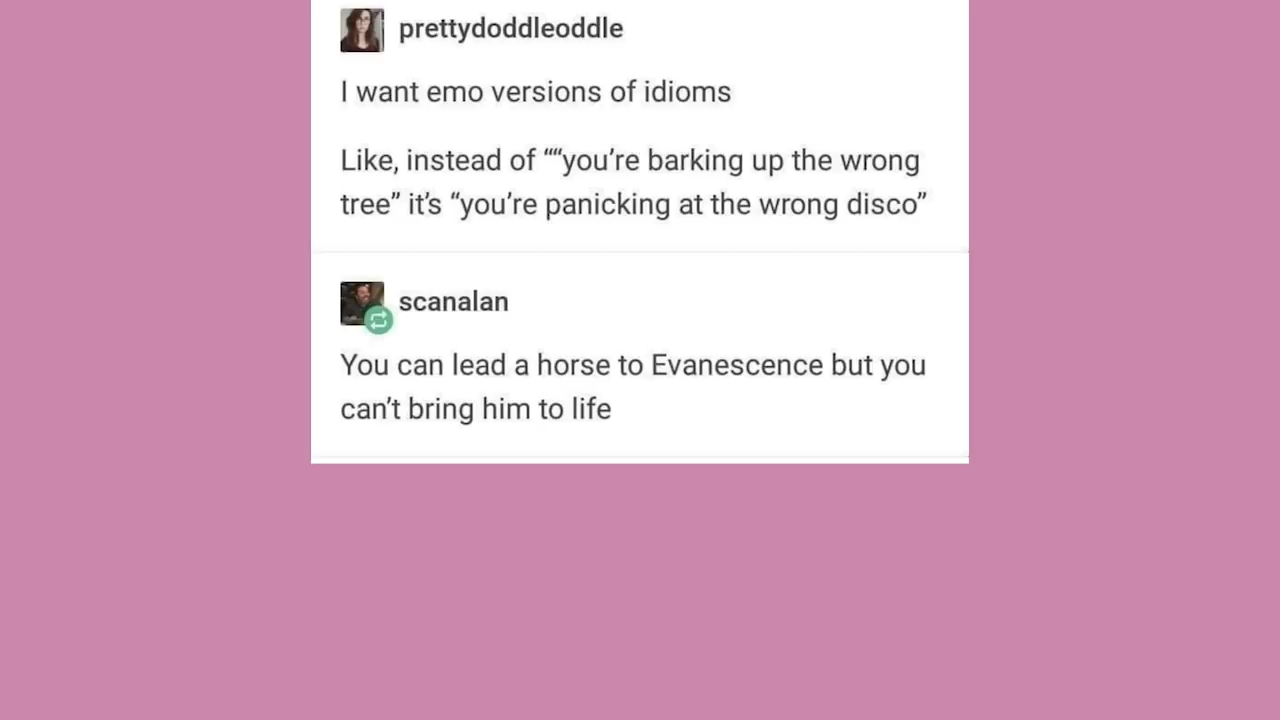 prettydoddleoddle
I want emo versions of idioms
Like, instead of ““you’re barking up the wrong
tree” it’s “you’re panicking at the wrong disco”
scanalan
You can lead a horse to Evanescence but you
can’t bring him to life